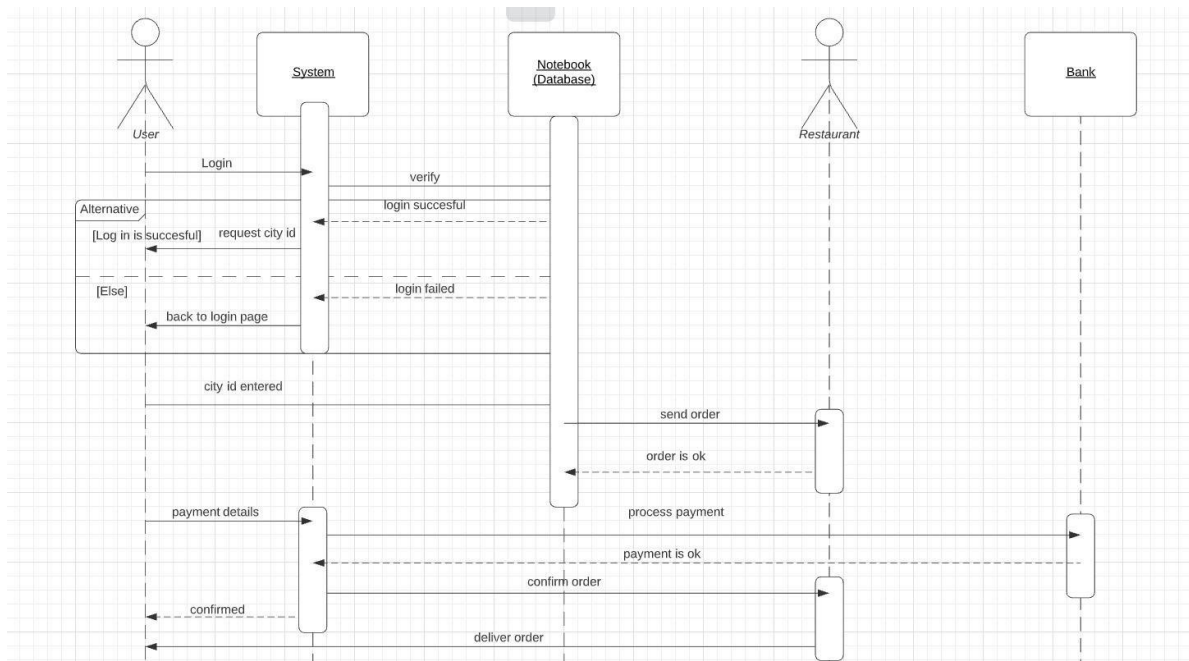 System
Notebook
(Database)
Bank
User
Restaurant
Login
verify
Alternative
login succesful
[Log in is succesful]
request city id
[Else]
login failed
back to login page
city id entered
send order
order is ok
payment details
process payment
payment is ok
confirm order
confirmed
deliver order